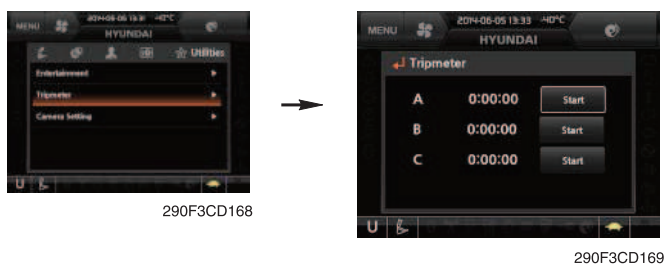 MENU 2014-06-05 13:31 -40°C
HYUNDAI
Utilities
Entertainment
Tripmeter
Camera Setting
U
290F3CD168
MENU 2014-06-05 13:33 -40°C
HYUNDAI
Tripmeter
A 0:00:00 Start
B 0:00:00 Start
C 0:00:00 Start
U
290F3CD169